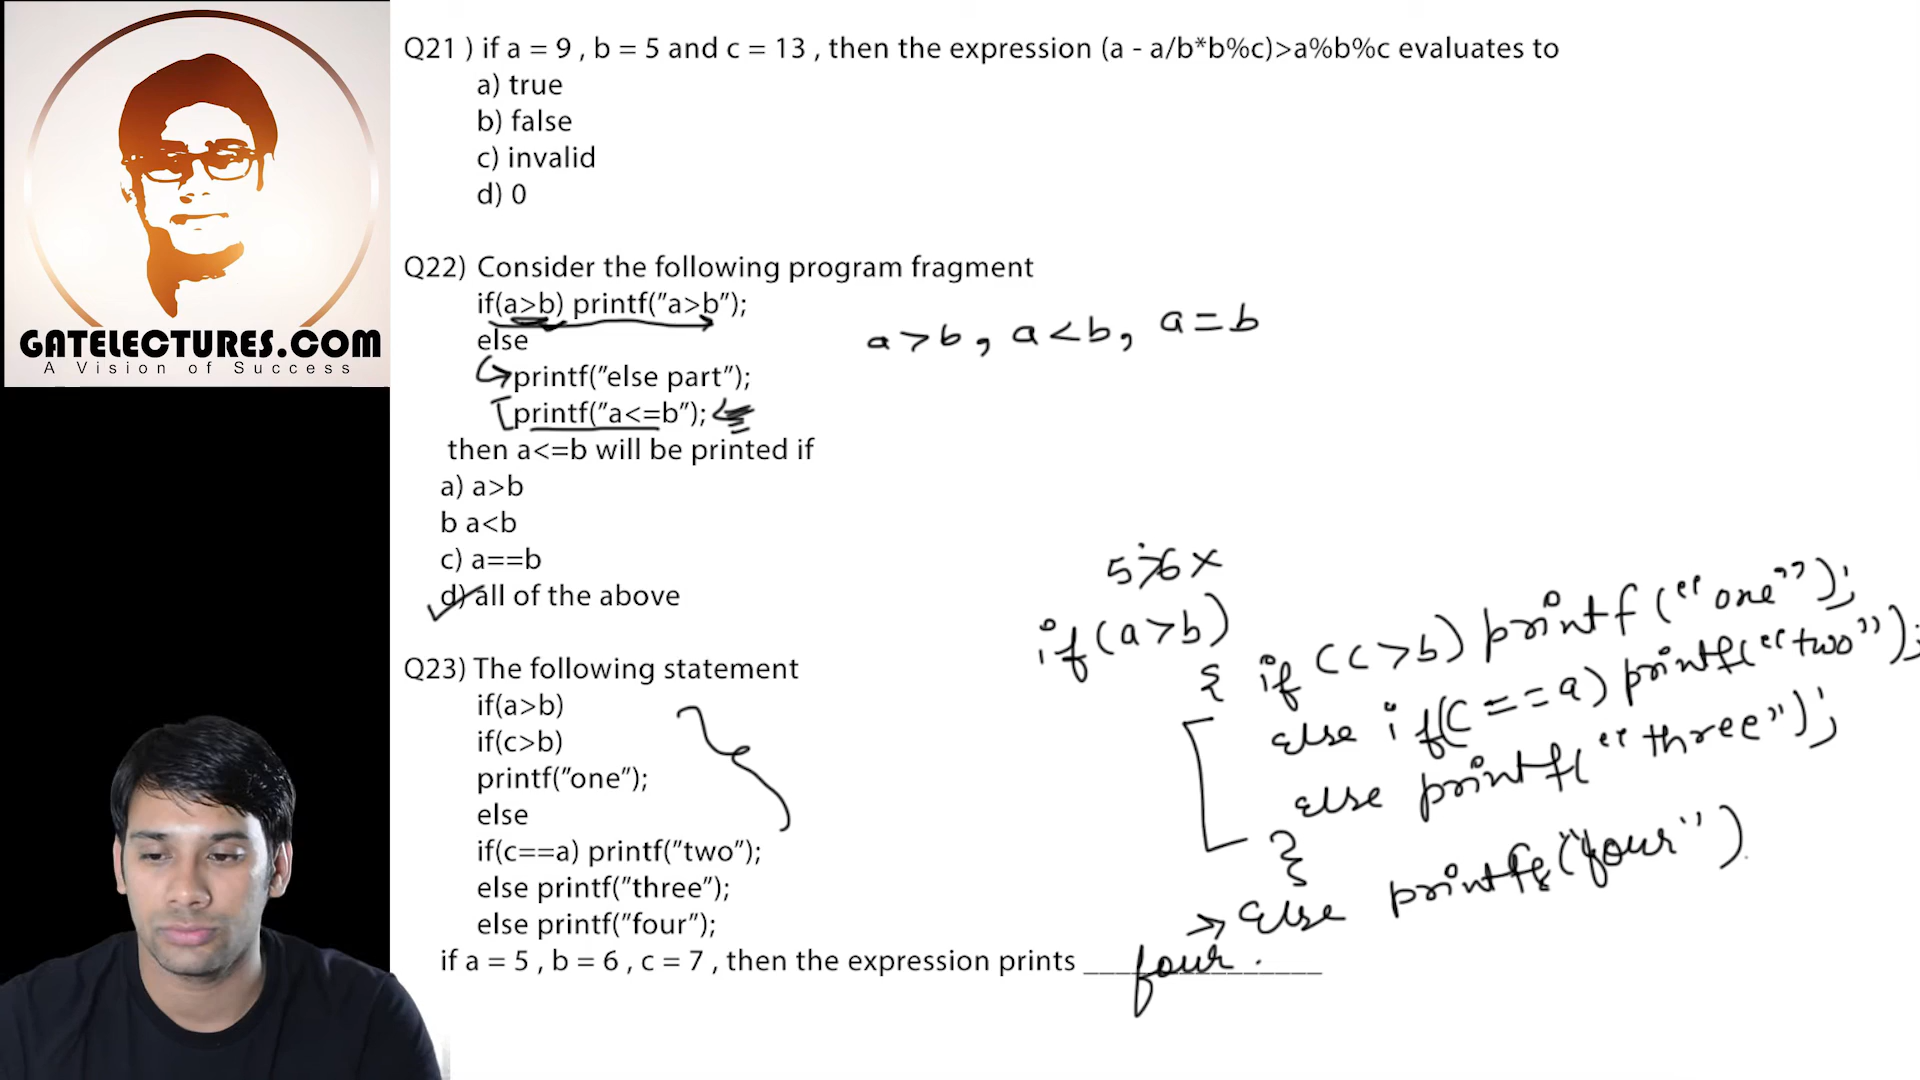 GATELECTURES.COM
A Vision of Success
Q21 ) if a = 9 , b = 5 and c = 13 , then the expression (a - a/b*b%c)>a%b%c evaluates to
a) true
b) false
c) invalid
d) 0
Q22) Consider the following program fragment
if(a>b) printf("a>b");
else
printf("else part");
printf("a<=b");
a>b, a<b, a=b
then a<=b will be printed if
a) a>b
b a<b
c) a==b
d) all of the above
Q23) The following statement
if(a>b)
if(c>b)
printf("one");
else
if(c==a) printf("two");
else printf("three");
else printf("four");
if a = 5 , b = 6 , c = 7 , then the expression prints ______________
four.
5>6 x
if(a>b)
{ if (c>b) printf("one");
else if(c==a) printf("two");
else printf("three");
}
else printf("four")